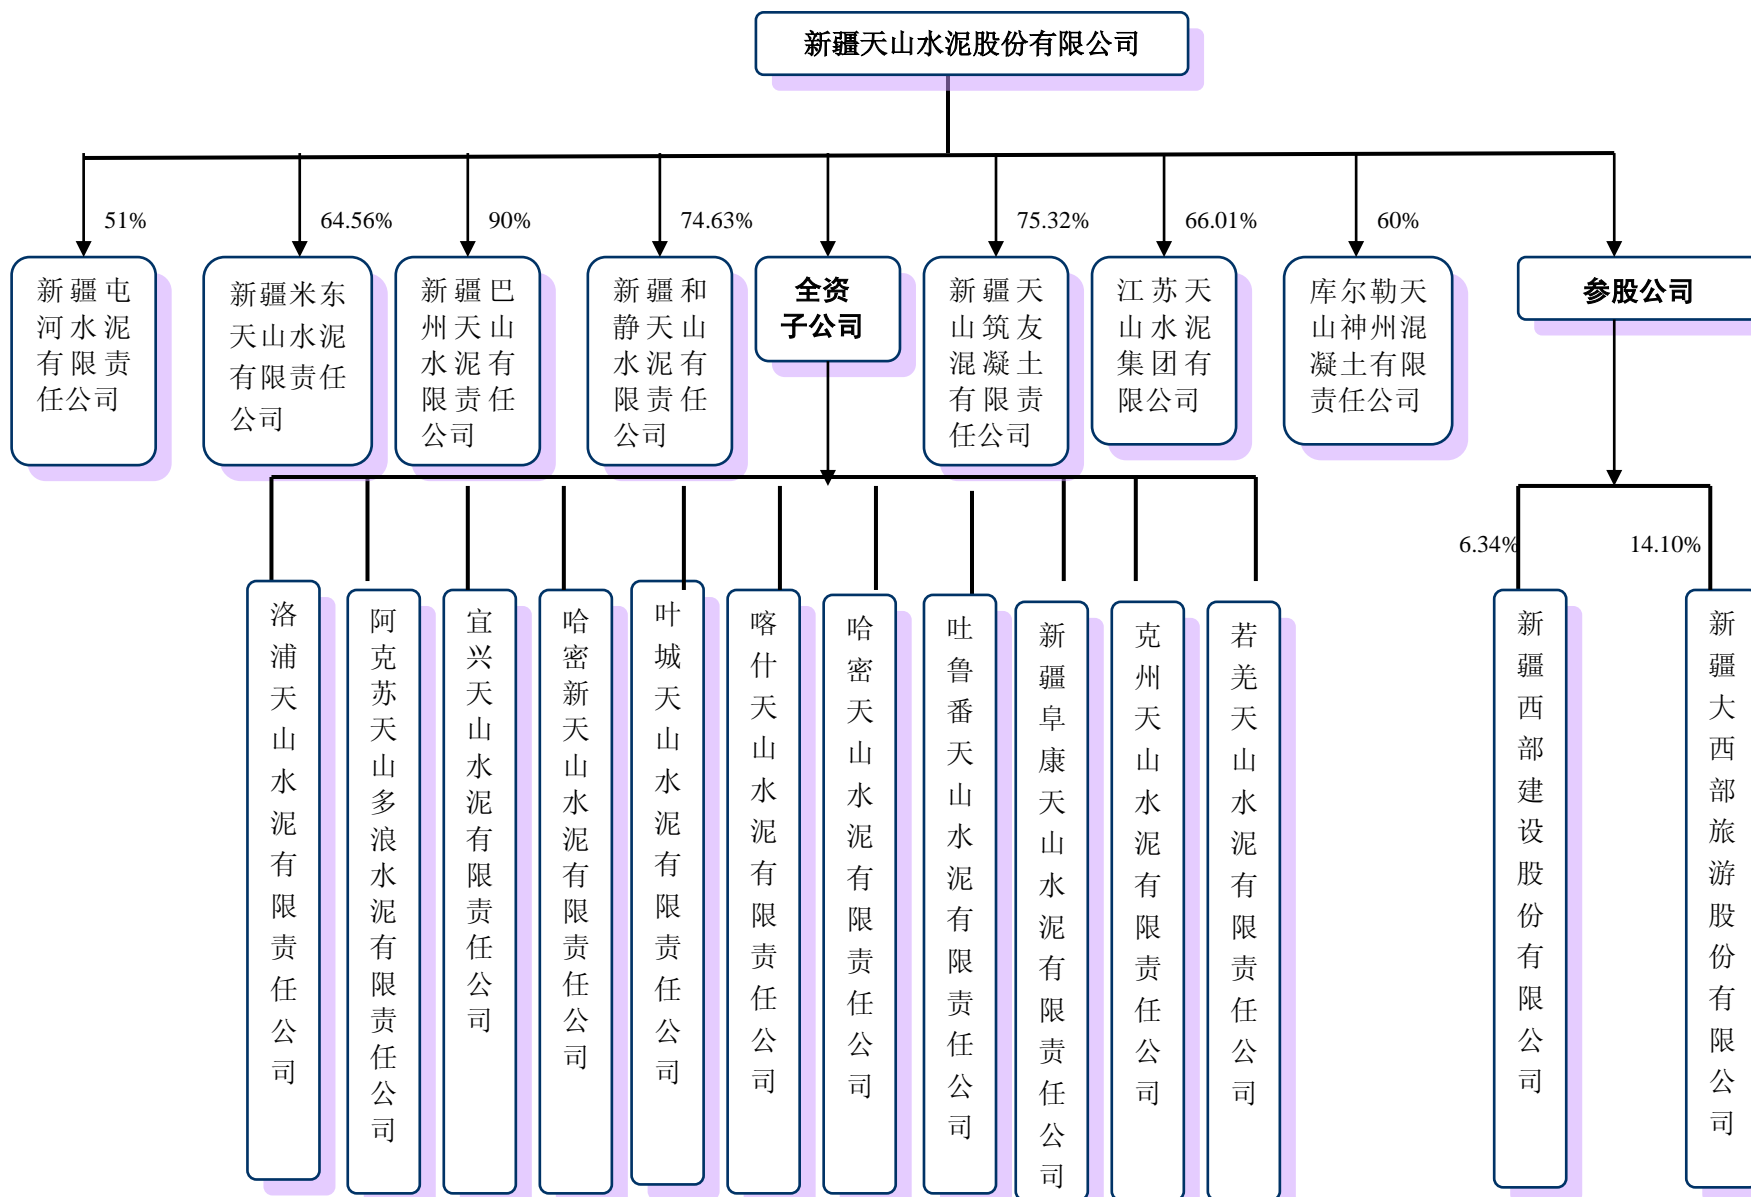 新疆天山水泥股份有限公司
51%
64.56%
90%
74.63%
75.32%
66.01%
60%
新疆屯
河水泥
有限责
任公司
新疆米东
天山水泥
有限责任
公司
新疆巴
州天山
水泥有
限责任
公司
新疆和
静天山
水泥有
限责任
公司
全资
子公司
新疆天
山筑友
混凝土
有限责
任公司
江苏天
山水泥
集团有
限公司
库尔勒天
山神州混
凝土有限
责任公司
参股公司
6.34%
14.10%
洛浦天山水泥有限责任公司
阿克苏天山多浪水泥有限责任公司
宜兴天山水泥有限责任公司
哈密新天山水泥有限责任公司
叶城天山水泥有限责任公司
喀什天山水泥有限责任公司
哈密天山水泥有限责任公司
吐鲁番天山水泥有限责任公司
新疆阜康天山水泥有限责任公司
克州天山水泥有限责任公司
若羌天山水泥有限责任公司
新疆西部建设股份有限公司
新疆大西部旅游股份有限公司